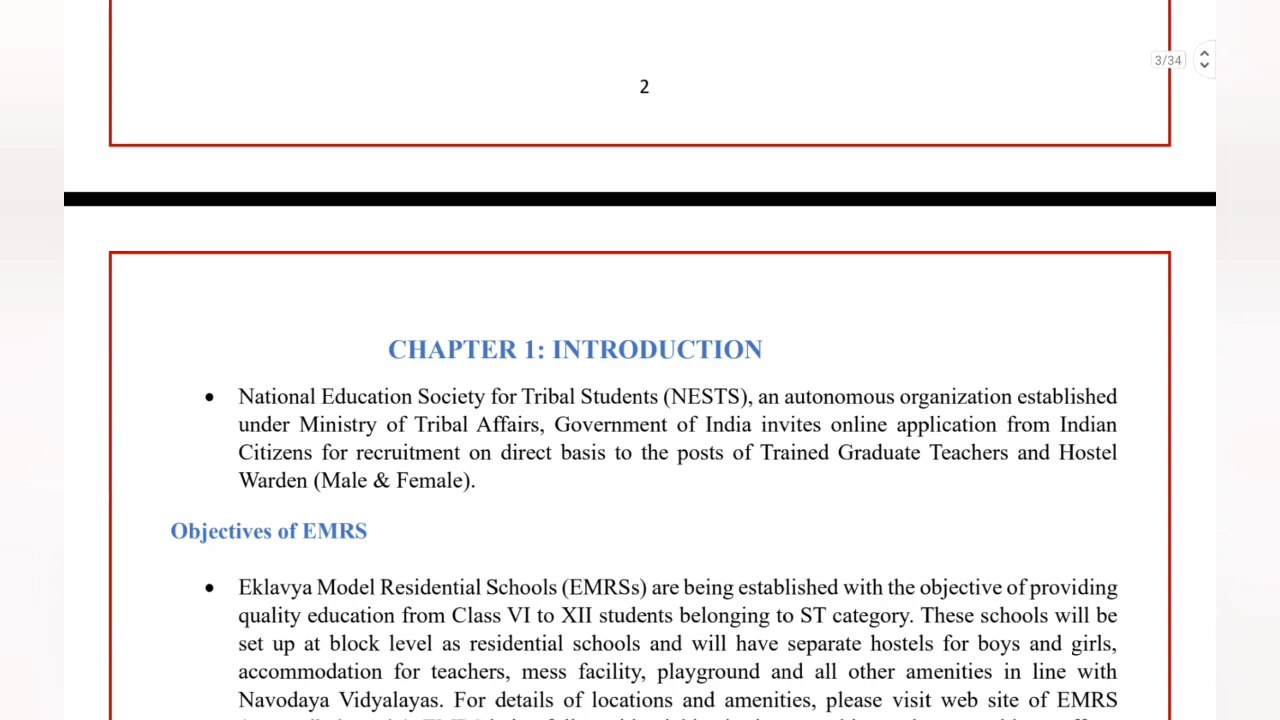 3/34
2
CHAPTER 1: INTRODUCTION
• National Education Society for Tribal Students (NESTS), an autonomous organization established
under Ministry of Tribal Affairs, Government of India invites online application from Indian
Citizens for recruitment on direct basis to the posts of Trained Graduate Teachers and Hostel
Warden (Male & Female).
Objectives of EMRS
• Eklavya Model Residential Schools (EMRSs) are being established with the objective of providing
quality education from Class VI to XII students belonging to ST category. These schools will be
set up at block level as residential schools and will have separate hostels for boys and girls,
accommodation for teachers, mess facility, playground and all other amenities in line with
Navodaya Vidyalayas. For details of locations and amenities, please visit web site of EMRS